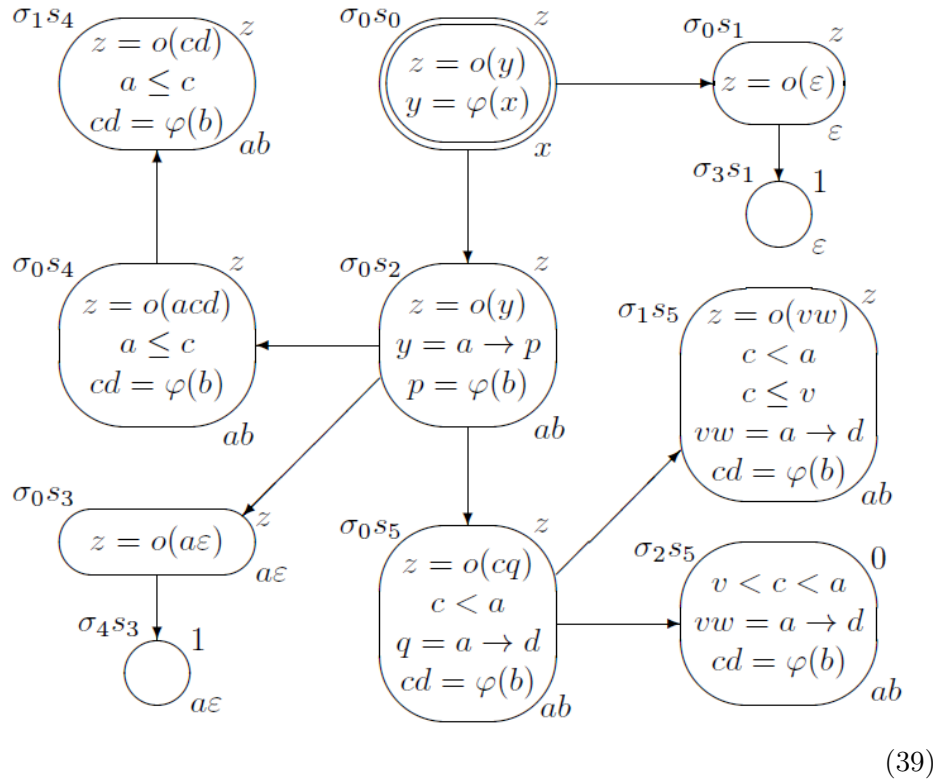 σ₁s₄
z
z = o(cd)
a ≤ c
cd = φ(b)
ab
σ₀s₀
z
z = o(y)
y = φ(x)
x
σ₀s₁
z
z = o(ε)
ε
σ₃s₁
1
ε
σ₀s₄
z
z = o(acd)
a ≤ c
cd = φ(b)
ab
σ₀s₂
z
z = o(y)
y = a → p
p = φ(b)
ab
σ₁s₅
z
z = o(vw)
c < a
c ≤ v
vw = a → d
cd = φ(b)
ab
σ₀s₃
z
z = o(aε)
aε
σ₄s₃
1
aε
σ₀s₅
z
z = o(cq)
c < a
q = a → d
cd = φ(b)
ab
σ₂s₅
0
v < c < a
vw = a → d
cd = φ(b)
ab
(39)